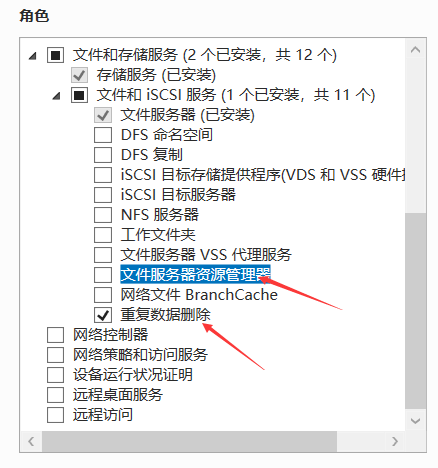 角色
文件和存储服务 (2 个已安装，共 12 个)
存储服务 (已安装)
文件和 iSCSI 服务 (1 个已安装，共 11 个)
文件服务器 (已安装)
DFS 命名空间
DFS 复制
iSCSI 目标存储提供程序(VDS 和 VSS 硬件
iSCSI 目标服务器
NFS 服务器
工作文件夹
文件服务器 VSS 代理服务
文件服务器资源管理器
网络文件 BranchCache
重复数据删除
网络控制器
网络策略和访问服务
设备运行状况证明
远程桌面服务
远程访问